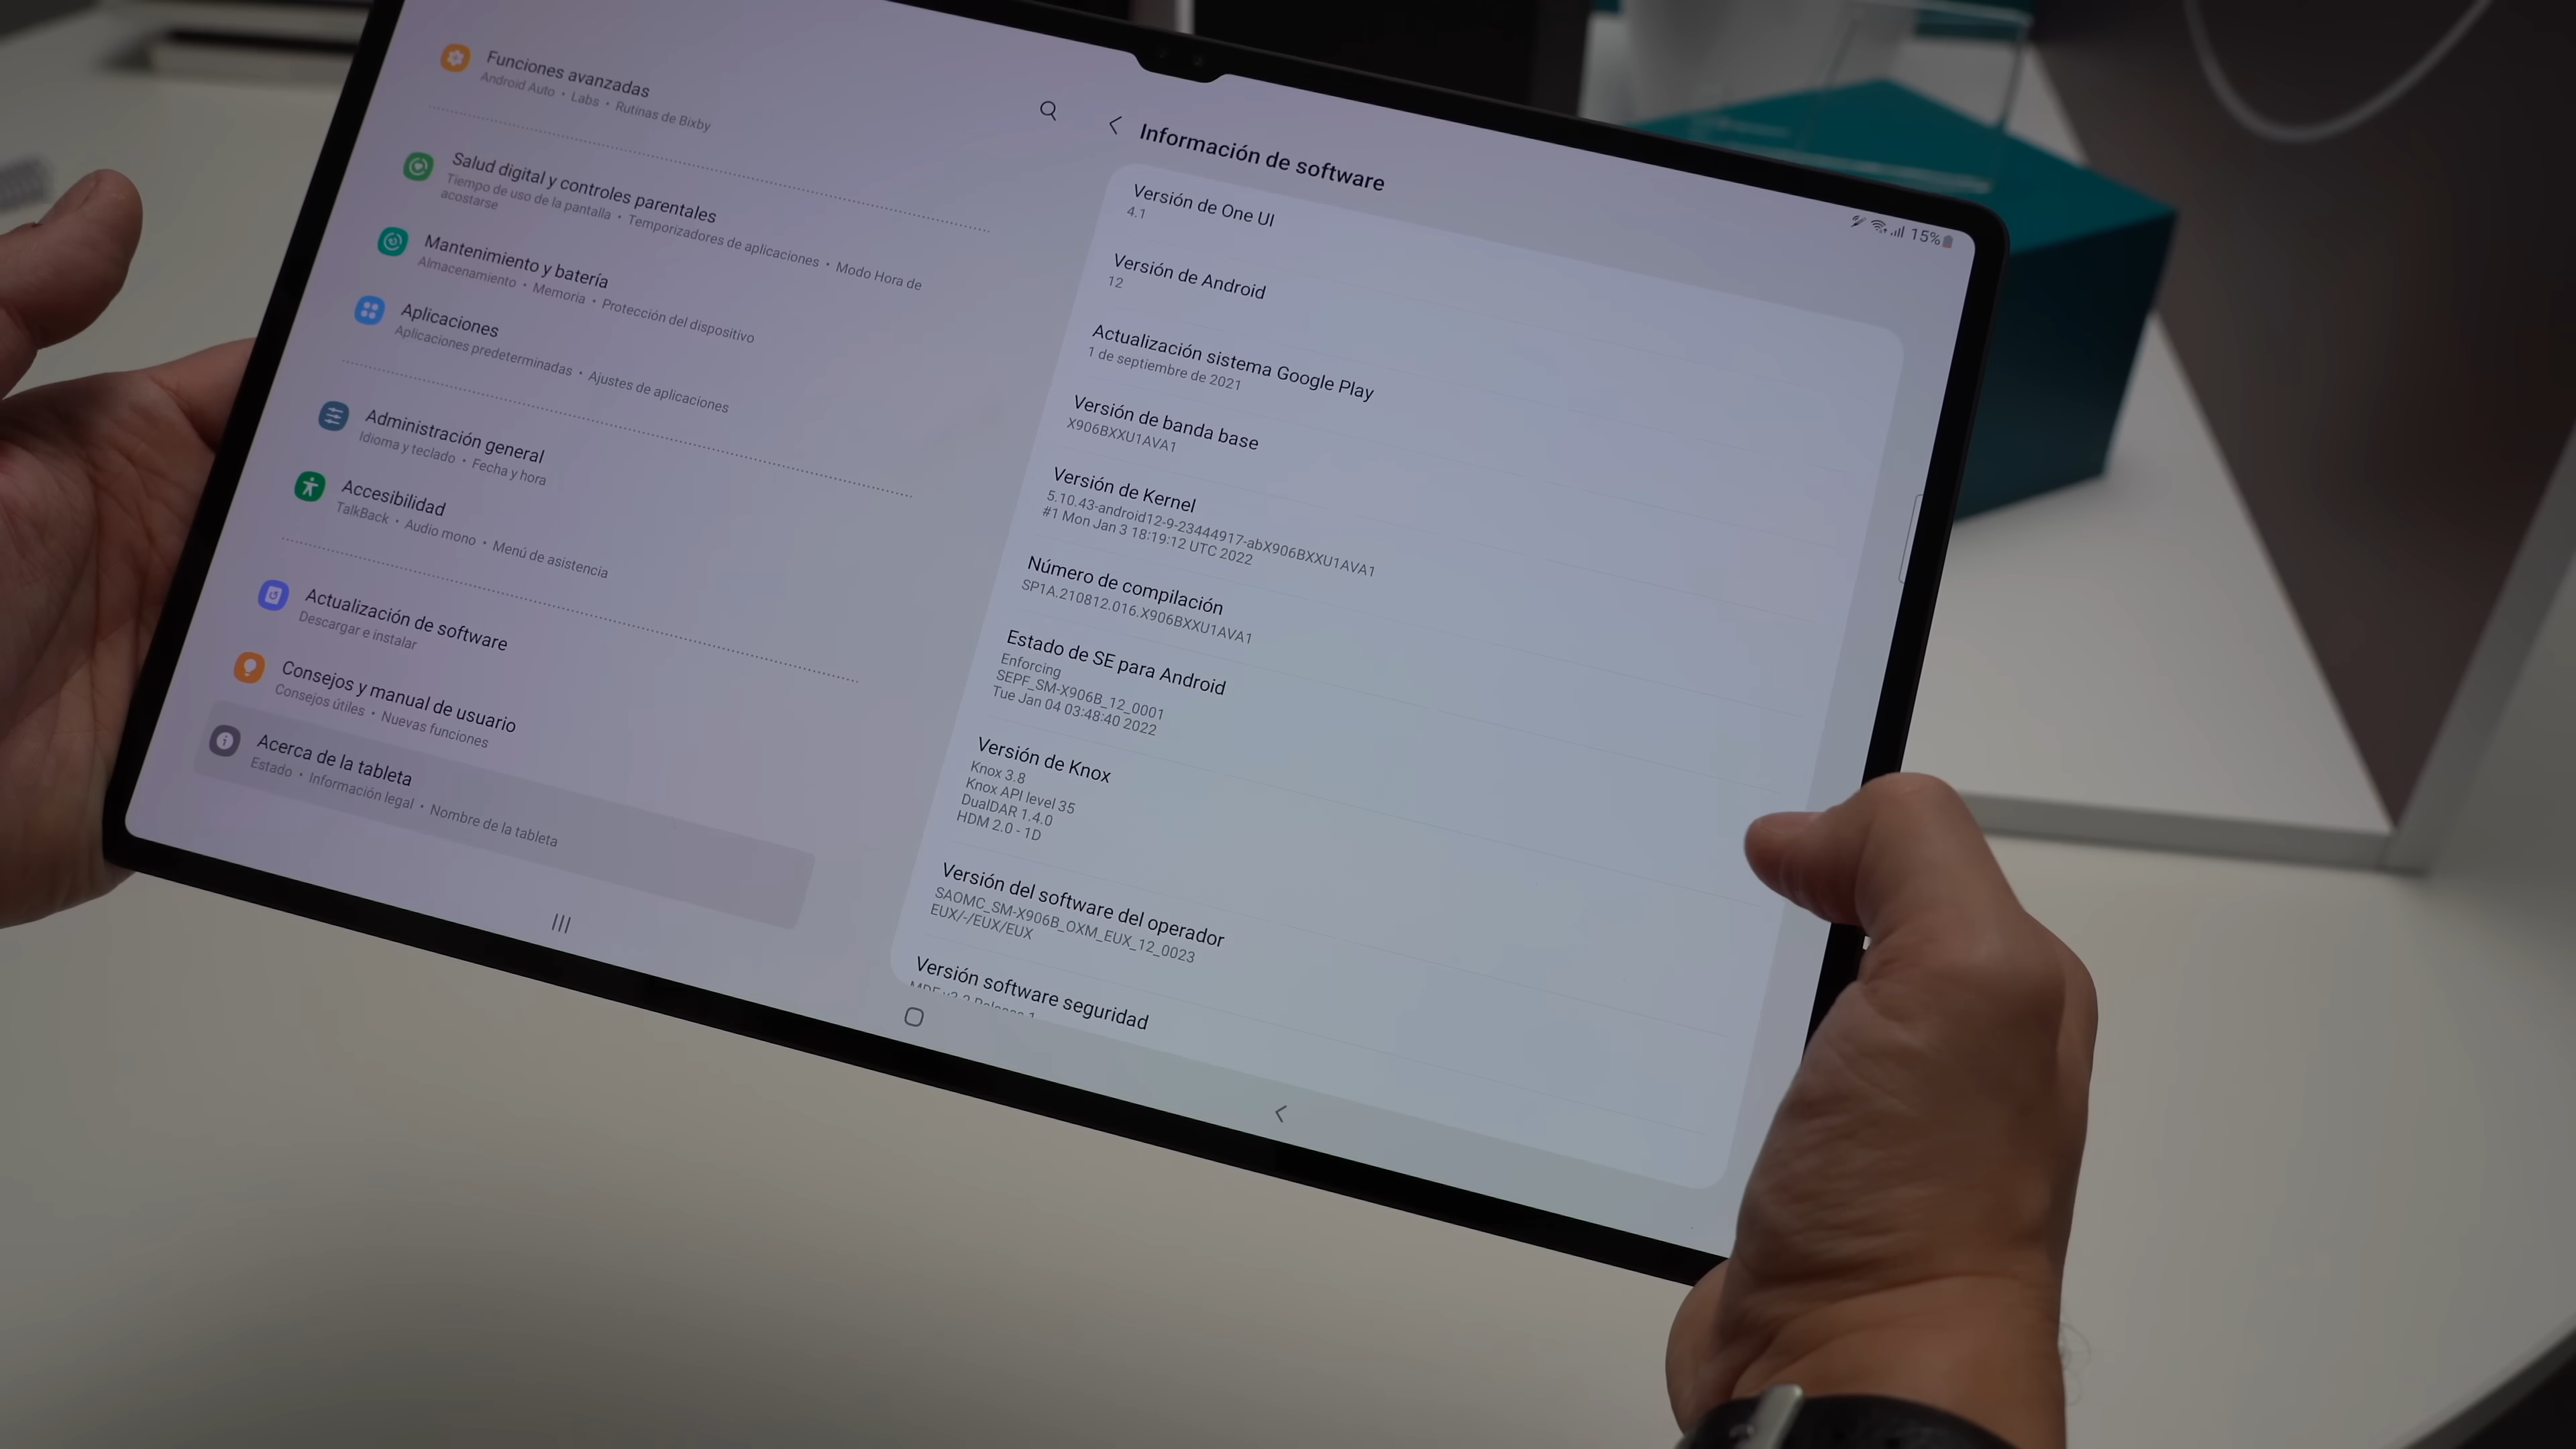 Funciones avanzadas
Android Auto • Labs • Rutinas de Bixby
Salud digital y controles parentales
Tiempo de uso de la pantalla • Temporizadores de aplicaciones • Modo Hora de
acostarse
Mantenimiento y batería
Almacenamiento • Memoria • Protección del dispositivo
Aplicaciones
Aplicaciones predeterminadas • Ajustes de aplicaciones
Administración general
Idioma y teclado • Fecha y hora
Accesibilidad
TalkBack • Audio mono • Menú de asistencia
Actualización de software
Descargar e instalar
Consejos y manual de usuario
Consejos útiles • Nuevas funciones
Acerca de la tableta
Estado • Información legal • Nombre de la tableta
15%
Información de software
Versión de One UI
4.1
Versión de Android
12
Actualización sistema Google Play
1 de septiembre de 2021
Versión de banda base
X906BXXU1AVA1
Versión de Kernel
5.10.43-android12-9-23444917-abX906BXXU1AVA1
#1 Mon Jan 3 18:19:12 UTC 2022
Número de compilación
SP1A.210812.016.X906BXXU1AVA1
Estado de SE para Android
Enforcing
SEPF_SM-X906B_12_0001
Tue Jan 04 03:48:40 2022
Versión de Knox
Knox 3.8
Knox API level 35
DualDAR 1.4.0
HDM 2.0 - 1D
Versión del software del operador
SAOMC_SM-X906B_OXM_EUX_12_0023
EUX/-/EUX/EUX
Versión software seguridad